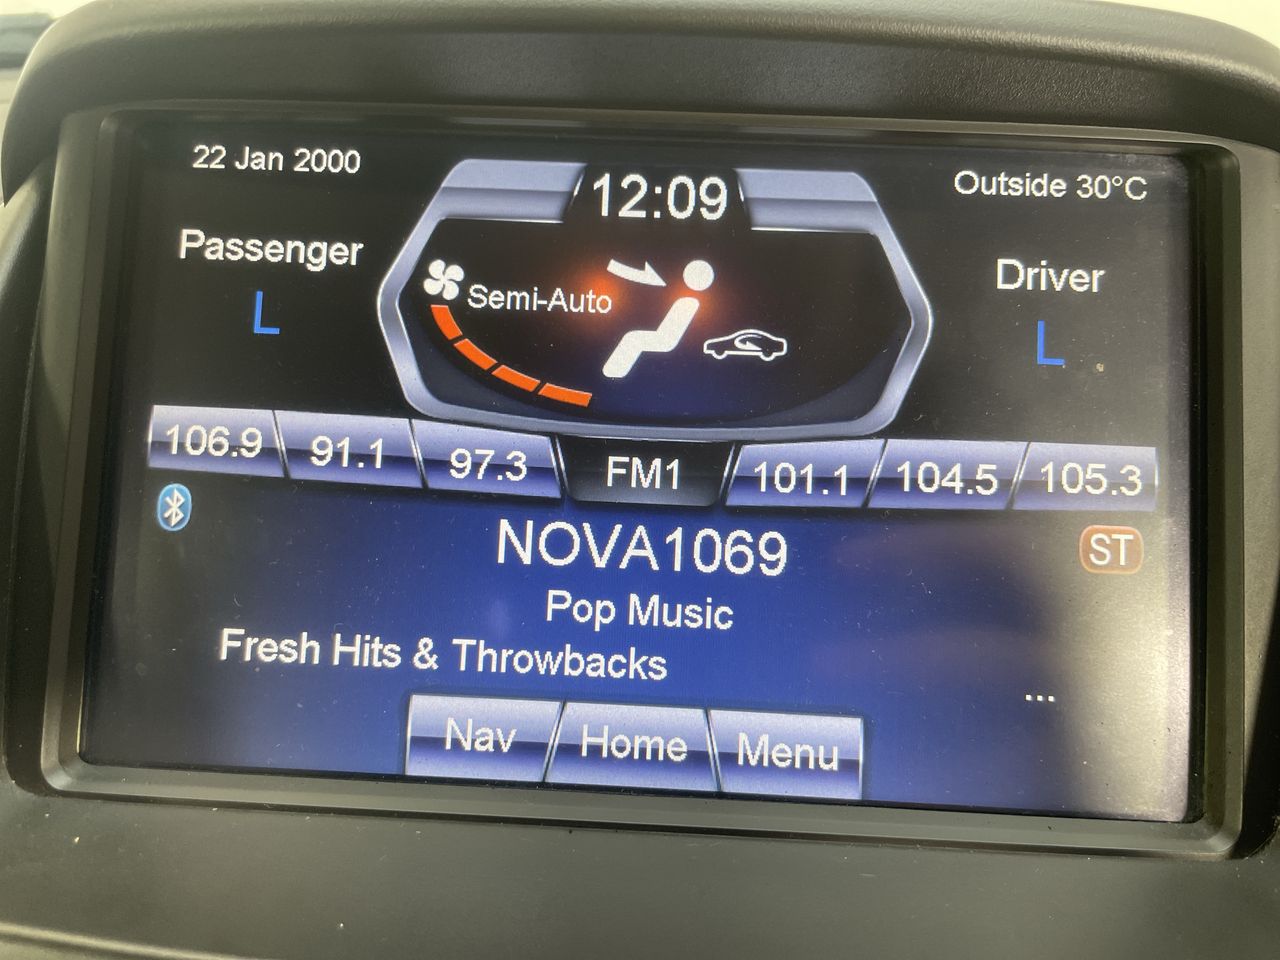 22 Jan 2000
12:09
Outside 30°C
Passenger
Driver
Semi-Auto
L
L
106.9
91.1
97.3
FM1
101.1
104.5
105.3
NOVA1069
ST
Pop Music
Fresh Hits & Throwbacks
...
Nav
Home
Menu